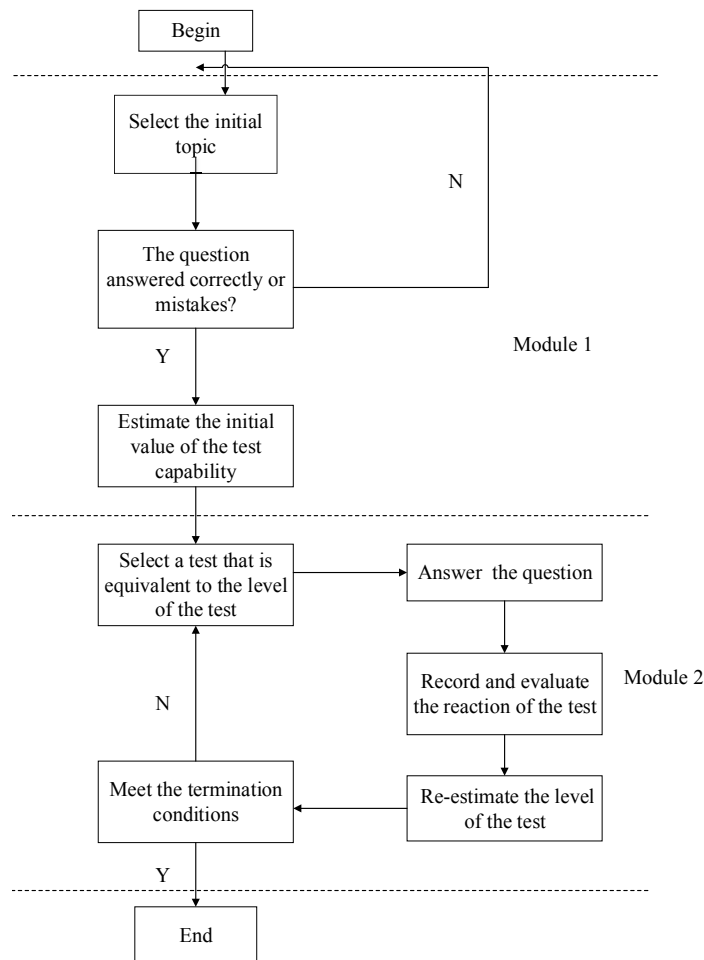 Begin
Select the initial
topic
N
The question
answered correctly or
mistakes?
Module 1
Y
Estimate the initial
value of the test
capability
Select a test that is
equivalent to the level
of the test
Answer the question
Record and evaluate
the reaction of the test
Module 2
N
Meet the termination
conditions
Re-estimate the level
of the test
Y
End